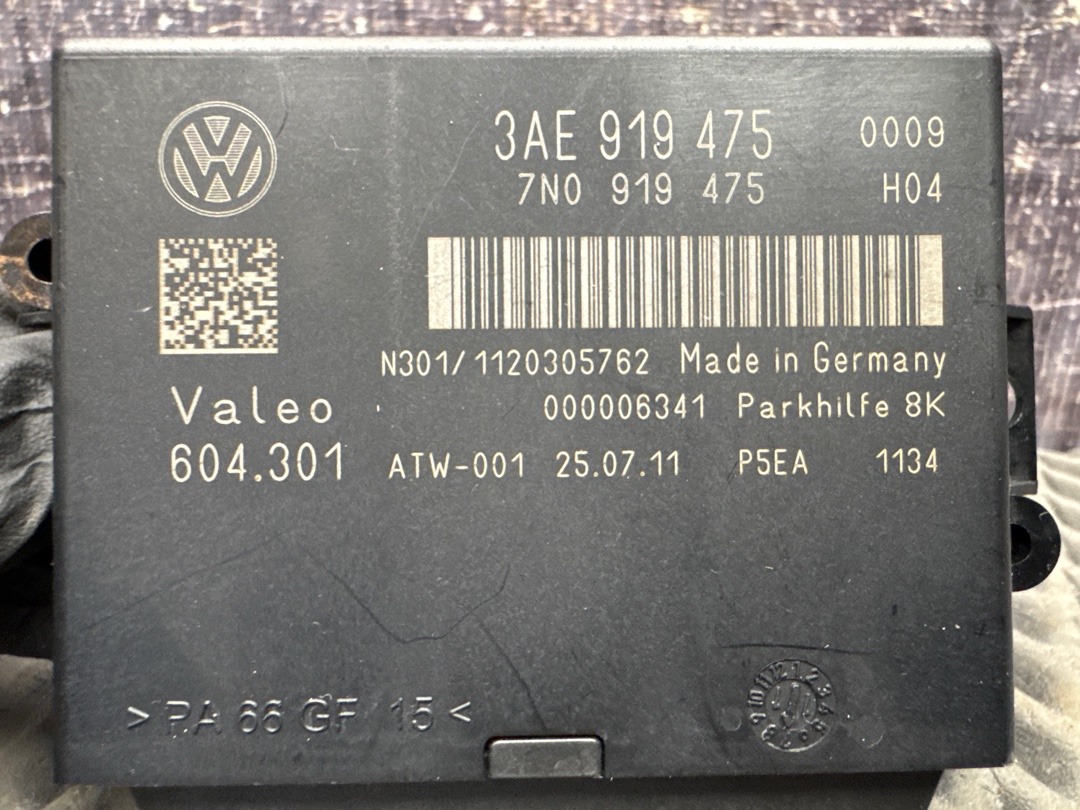 3AE 919 475 0009
7N0 919 475 H04
N301/1120305762 Made in Germany
Valeo 000006341 Parkhilfe 8K
604.301 ATW-001 25.07.11 P5EA 1134
>PA 66 GF 15<